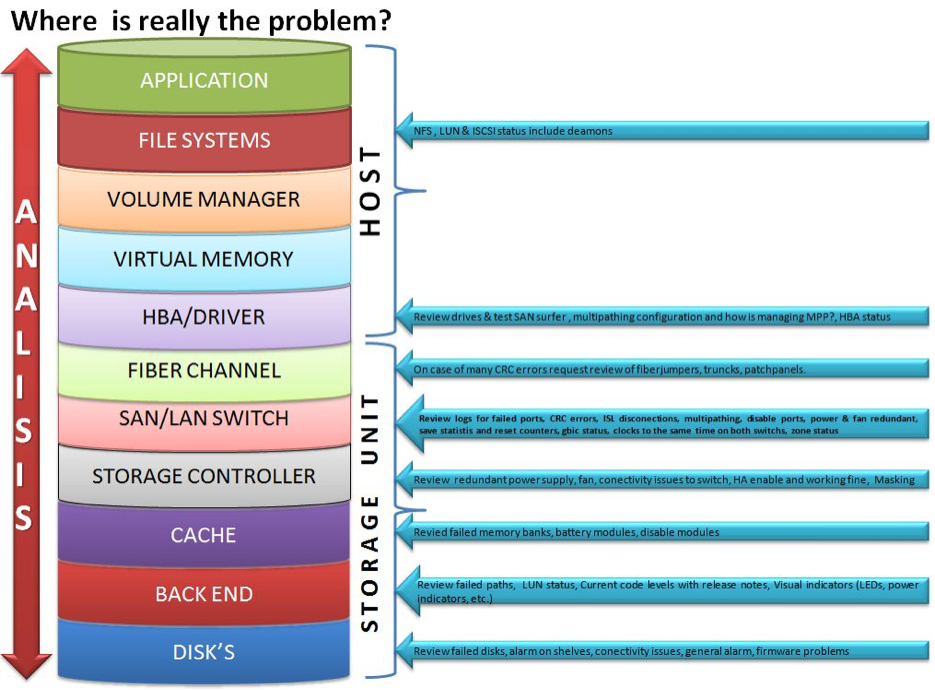 Where is really the problem?
ANALISIS
APPLICATION
FILE SYSTEMS
VOLUME MANAGER
VIRTUAL MEMORY
HBA/DRIVER
FIBER CHANNEL
SAN/LAN SWITCH
STORAGE CONTROLLER
CACHE
BACK END
DISK'S
HOST
STORAGE UNIT
NFS , LUN & ISCSI status include deamons
Review drives & test SAN surfer , multipathing configuration and how is managing MPP?, HBA status
On case of many CRC errors request review of fiberjumpers, truncks, patchpanels.
Review logs for failed ports, CRC errors, ISL disconections, multipathing, disable ports, power & fan redundant,
save statistis and reset counters, gbic status, clocks to the same time on both switchs, zone status
Review redundant power supply, fan, conectivity issues to switch, HA enable and working fine, Masking
Revied failed memory banks, battery modules, disable modules
Review failed paths, LUN status, Current code levels with release notes, Visual indicators (LEDs, power
indicators, etc.)
Review failed disks, alarm on shelves, conectivity issues, general alarm, firmware problems